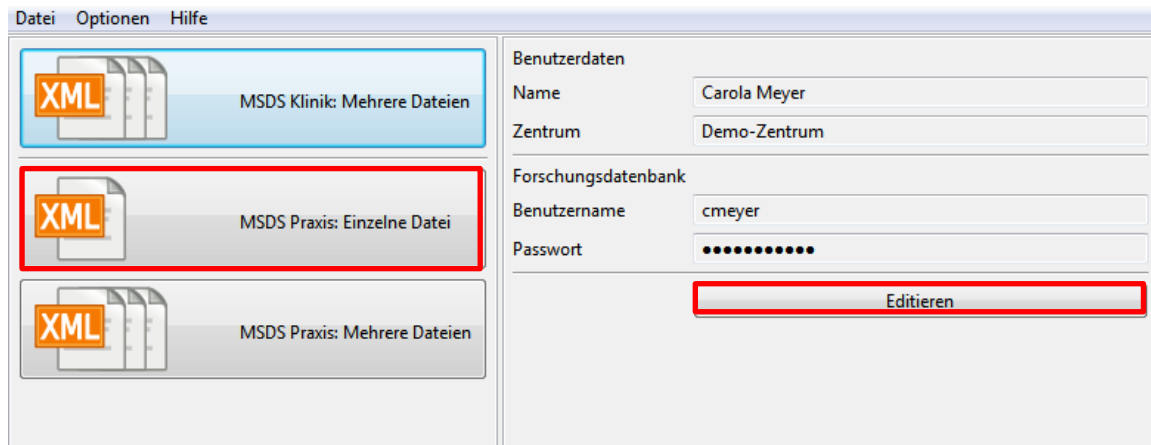 Datei Optionen Hilfe
XML MSDS Klinik: Mehrere Dateien
XML MSDS Praxis: Einzelne Datei
XML MSDS Praxis: Mehrere Dateien
Benutzerdaten
Name Carola Meyer
Zentrum Demo-Zentrum
Forschungsdatenbank
Benutzername cmeyer
Passwort ●●●●●●●●●●●
Editieren